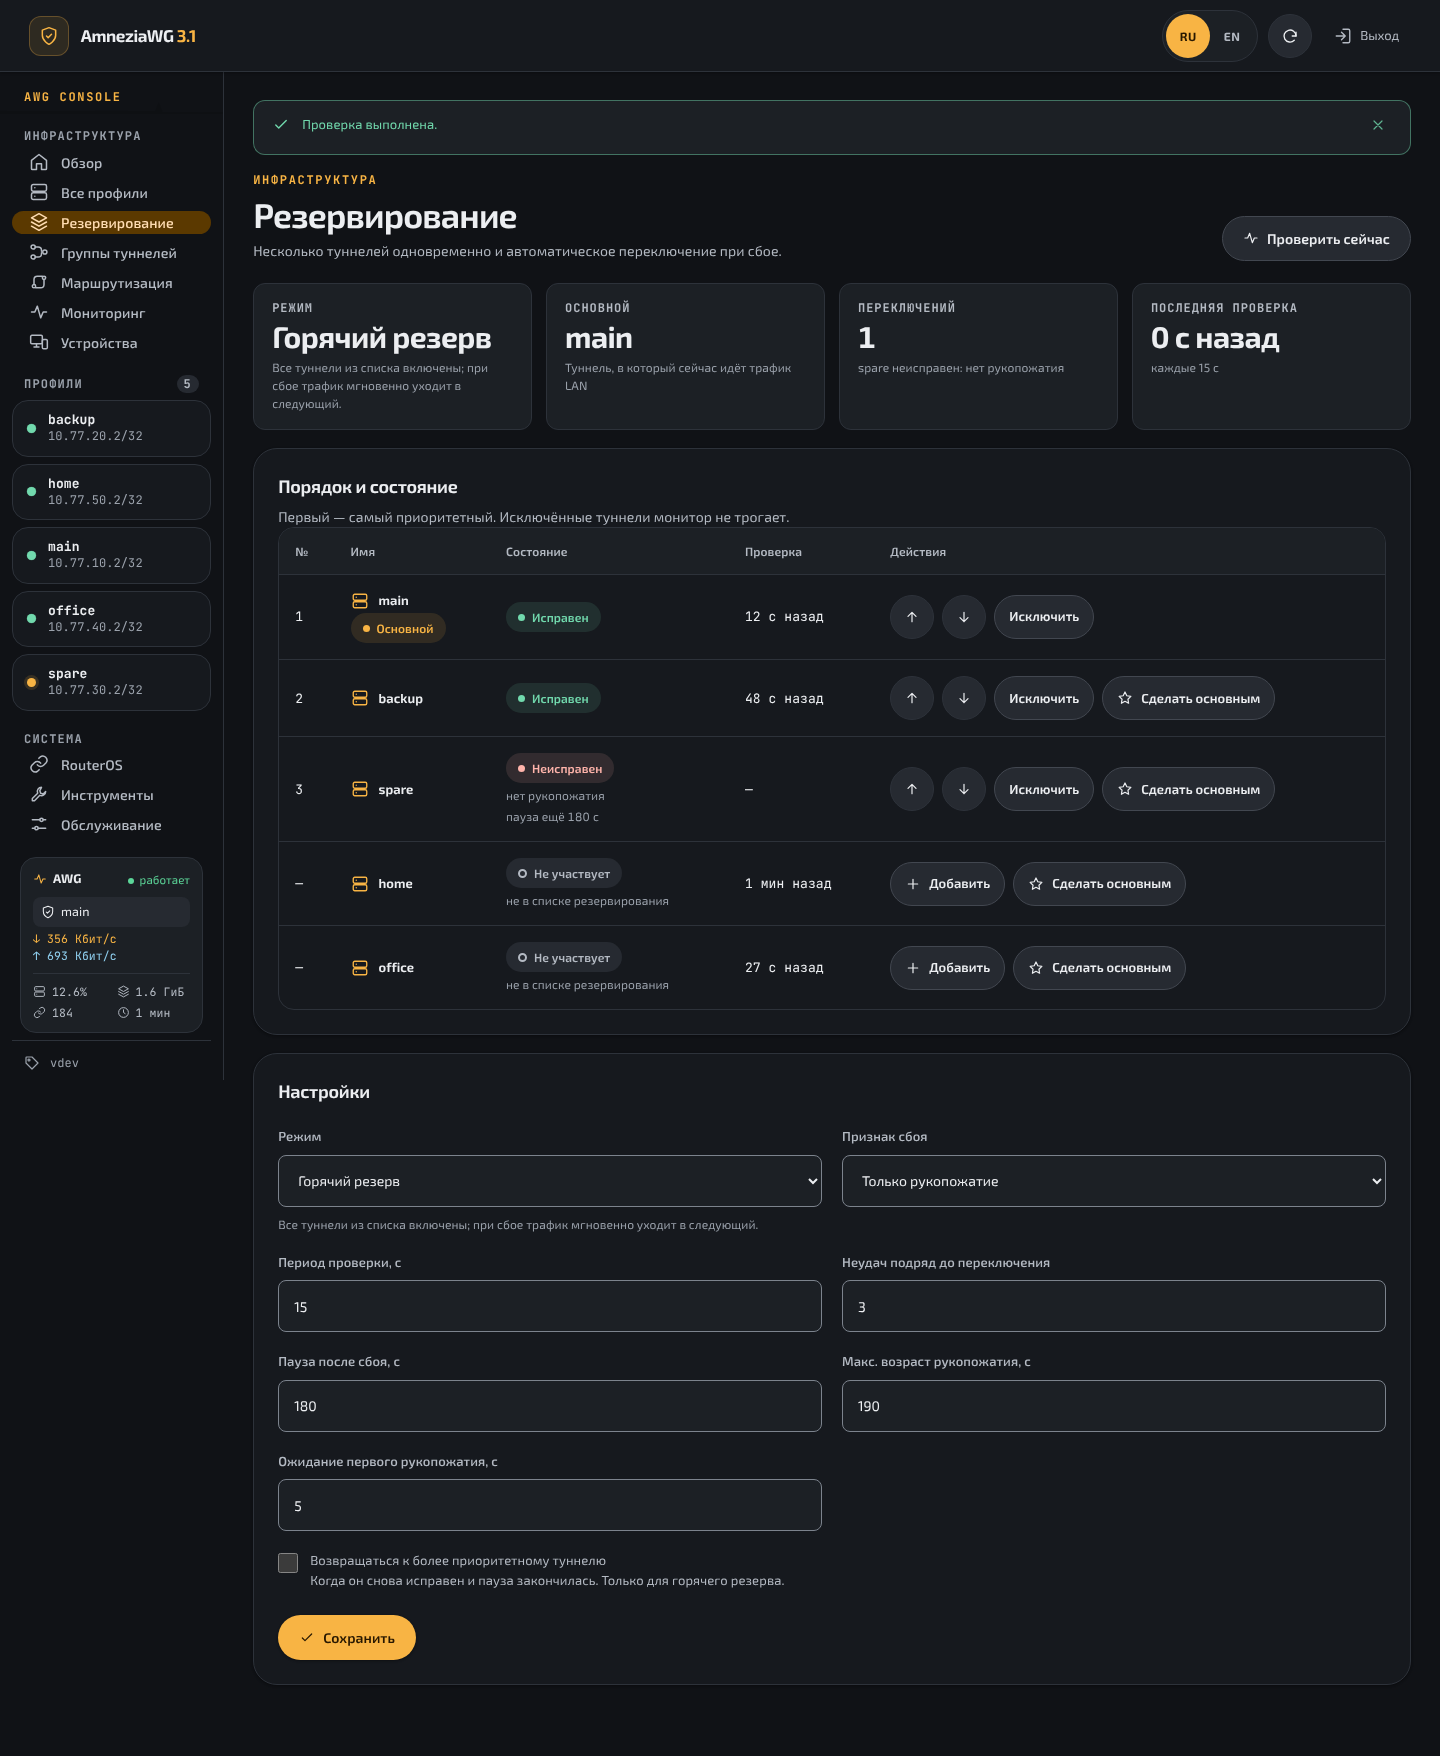 AmneziaWG 3.1
RU EN
Выход
AWG CONSOLE
ИНФРАСТРУКТУРА
Обзор
Все профили
Резервирование
Группы туннелей
Маршрутизация
Мониторинг
Устройства
ПРОФИЛИ 5
backup
10.77.20.2/32
home
10.77.50.2/32
main
10.77.10.2/32
office
10.77.40.2/32
spare
10.77.30.2/32
СИСТЕМА
RouterOS
Инструменты
Обслуживание
AWG работает
main
↓ 356 Кбит/с
↑ 693 Кбит/с
12.6% 1.6 ГиБ
184 1 мин
vdev
Проверка выполнена.
ИНФРАСТРУКТУРА
Резервирование
Несколько туннелей одновременно и автоматическое переключение при сбое.
Проверить сейчас
РЕЖИМ
Горячий резерв
Все туннели из списка включены; при
сбое трафик мгновенно уходит в
следующий.
ОСНОВНОЙ
main
Туннель, в который сейчас идёт трафик
LAN
ПЕРЕКЛЮЧЕНИЙ
1
spare неисправен: нет рукопожатия
ПОСЛЕДНЯЯ ПРОВЕРКА
0 с назад
каждые 15 с
Порядок и состояние
Первый — самый приоритетный. Исключённые туннели монитор не трогает.
№ Имя Состояние Проверка Действия
1 main Основной Исправен 12 с назад ↑ ↓ Исключить
2 backup Исправен 48 с назад ↑ ↓ Исключить Сделать основным
3 spare Неисправен — ↑ ↓ Исключить Сделать основным
нет рукопожатия
пауза ещё 180 с
— home Не участвует 1 мин назад Добавить Сделать основным
не в списке резервирования
— office Не участвует 27 с назад Добавить Сделать основным
не в списке резервирования
Настройки
Режим
Горячий резерв
Все туннели из списка включены; при сбое трафик мгновенно уходит в следующий.
Признак сбоя
Только рукопожатие
Период проверки, с
15
Неудач подряд до переключения
3
Пауза после сбоя, с
180
Макс. возраст рукопожатия, с
190
Ожидание первого рукопожатия, с
5
Возвращаться к более приоритетному туннелю
Когда он снова исправен и пауза закончилась. Только для горячего резерва.
Сохранить